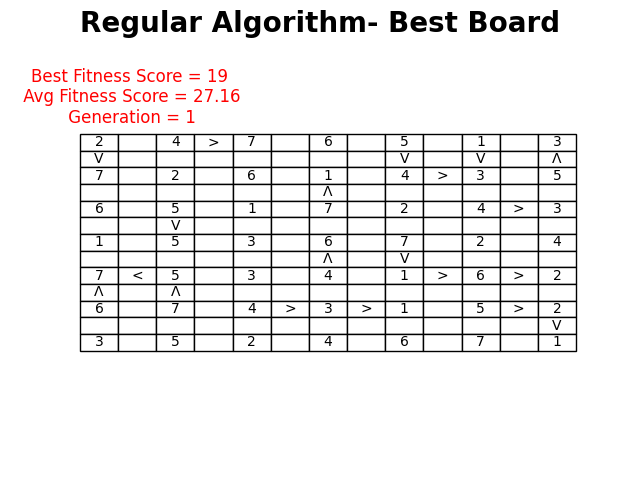 Regular Algorithm- Best Board
Best Fitness Score = 19
Avg Fitness Score = 27.16
Generation = 1
2 4 > 7 6 5 1 3
V V V Λ
7 2 6 1 4 > 3 5
Λ
6 5 1 7 2 4 > 3
V
1 5 3 6 7 2 4
Λ V
7 < 5 3 4 1 > 6 > 2
Λ Λ
6 7 4 > 3 > 1 5 > 2
V
3 5 2 4 6 7 1